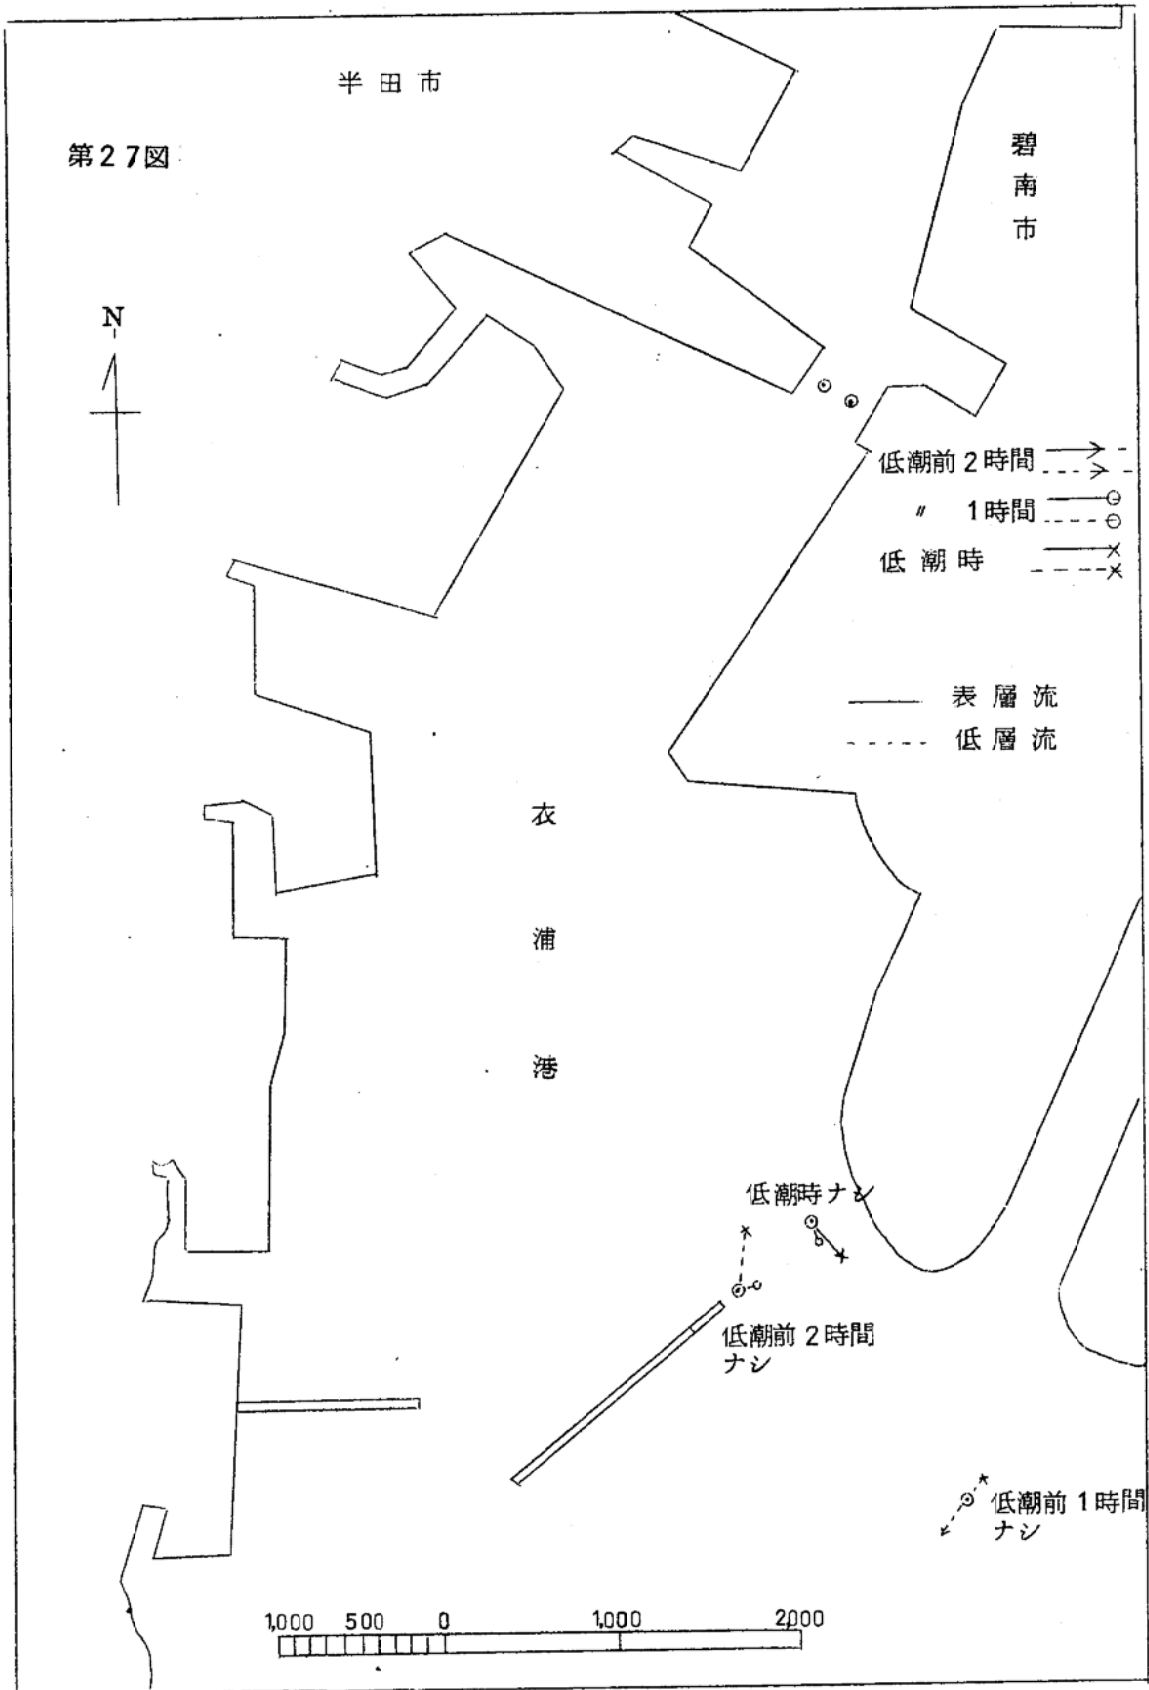 半田市
第27図
碧南市
N
低潮前2時間
〃 1時間
低潮時
表層流
低層流
衣浦港
低潮時ナシ
低潮前2時間
ナシ
低潮前1時間
ナシ
1,000 500 0 1,000 2,000